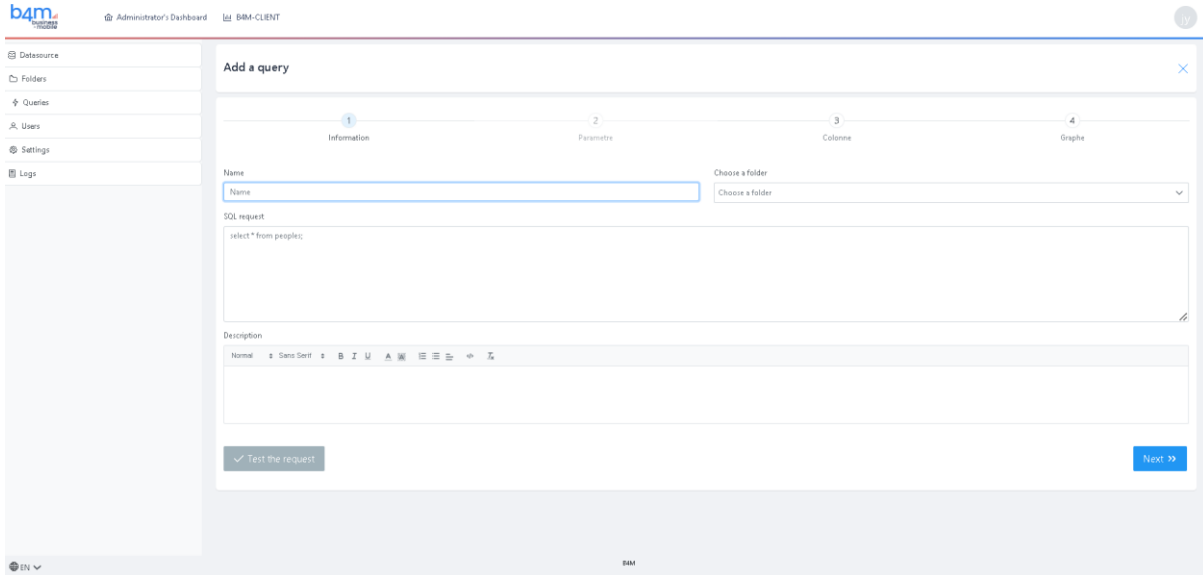 b4m
business
mobile
Administrator's Dashboard B4M-CLIENT
jy
Datasource
Folders
Queries
Users
Settings
Logs
Add a query
1 2 3 4
Information Parametre Colonne Graphe
Name Choose a folder
Name Choose a folder
SQL request
select * from peoples;
Description
Normal Sans Serif B I U A A
Test the request Next »
EN
B4M